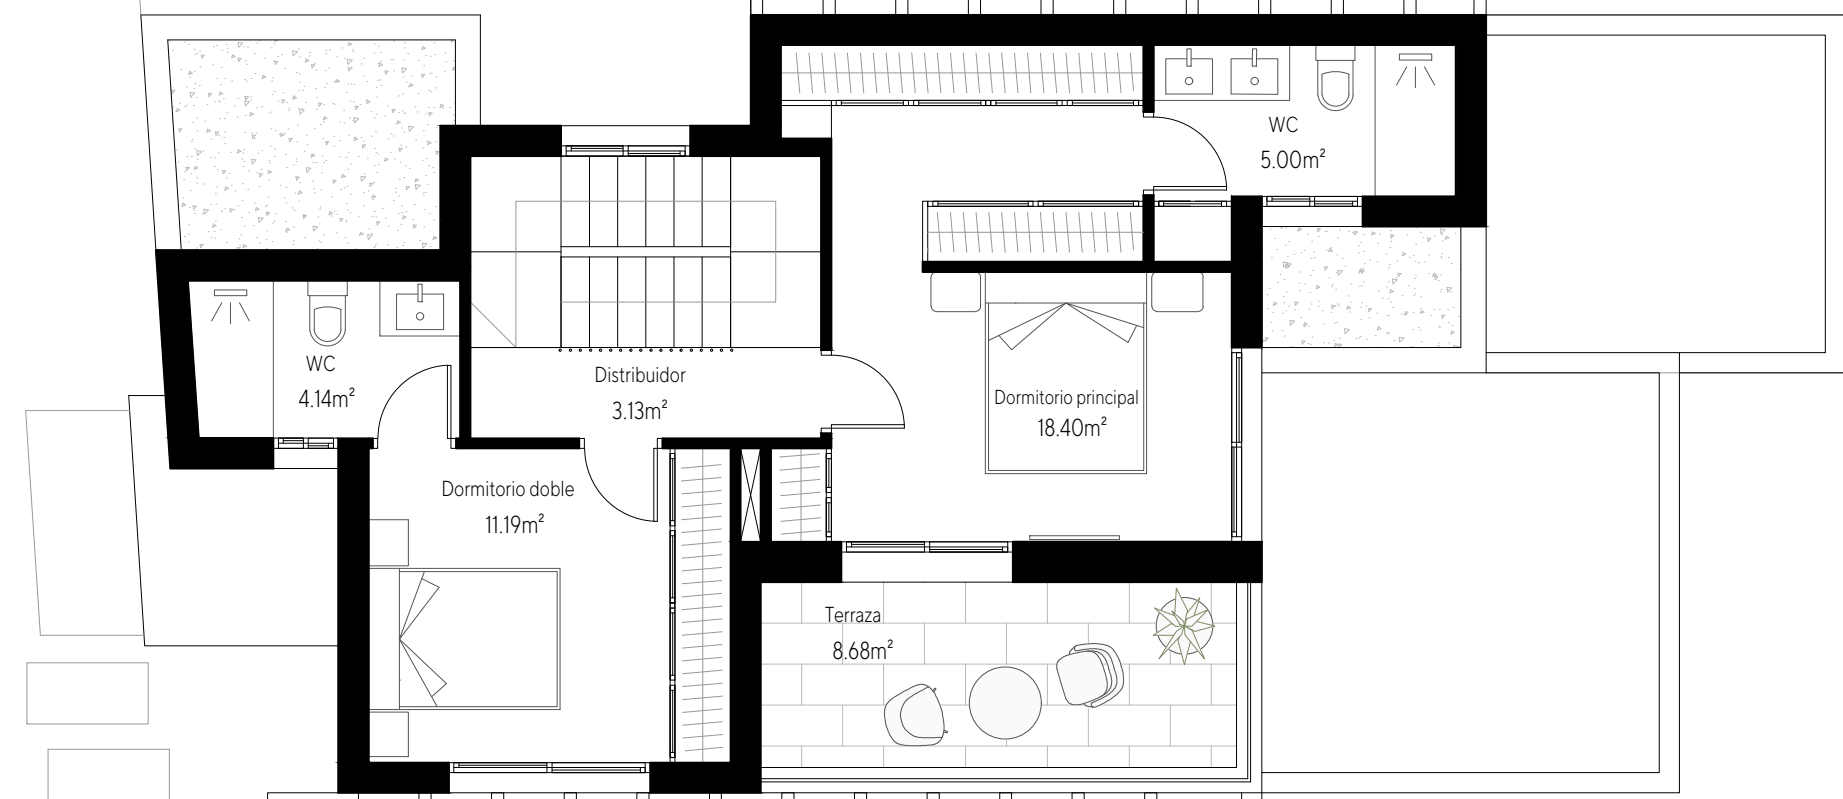 WC
5.00m²
WC
4.14m²
Distribuidor
3.13m²
Dormitorio principal
18.40m²
Dormitorio doble
11.19m²
Terraza
8.68m²